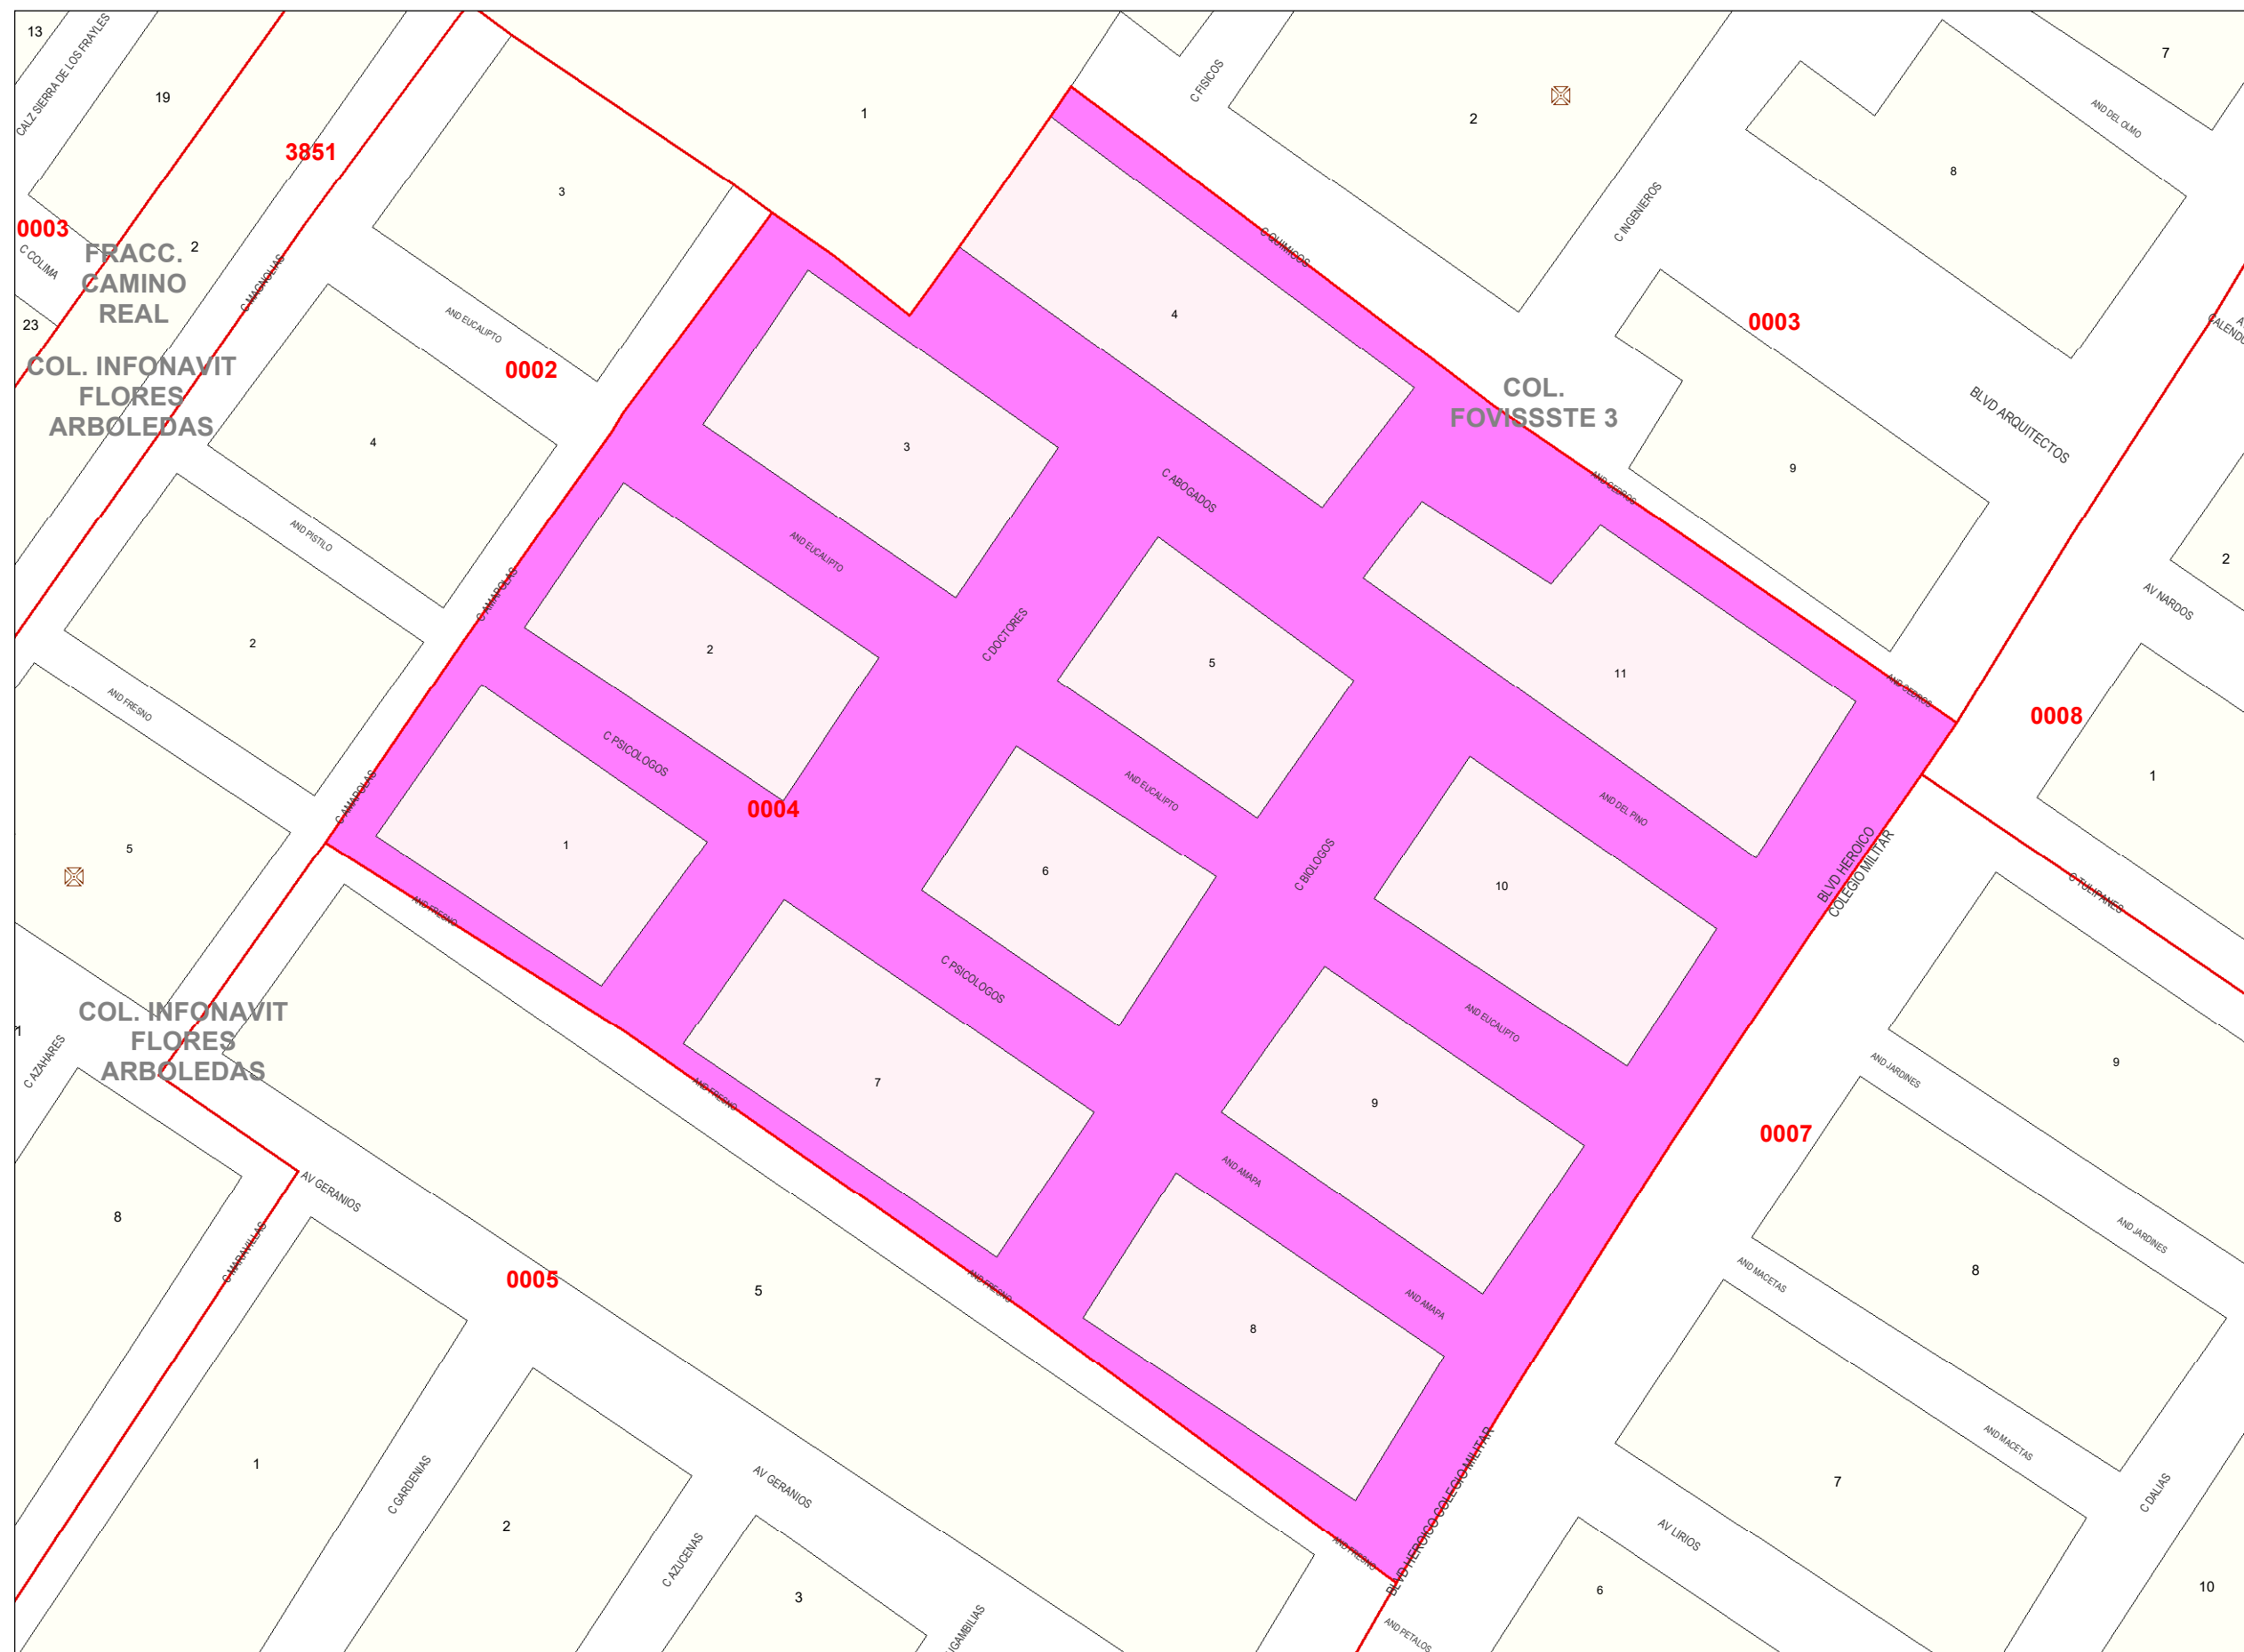 13
CALZ SIERRA DE LOS FRAYLES
19
3851
1
C FISICOS
2
7
AND DEL OLMO
8
3
C INGENIEROS
0003
C COLIMA
2
FRACC.
CAMINO
REAL
C MAGNOLIAS
23
AND EUCALIPTO
4
C QUIMICOS
0003
COL. INFONAVIT
FLORES
ARBOLEDAS
0002
COL.
FOVISSSTE 3
BLVD ARQUITECTOS
4
3
9
C ABOGADOS
AND CEDROS
AND PISTILO
AND EUCALIPTO
2
AV NARDOS
C AMAPOLAS
2
C DOCTORES
2
5
11
AND FRESNO
AND CEDROS
0008
C PSICOLOGOS
1
AND EUCALIPTO
C AMAPOLAS
0004
AND DEL PINO
5
1
6
C BIOLOGOS
10
BLVD HEROICO
COLEGIO MILITAR
C TULIPANES
AND FRESNO
C PSICOLOGOS
COL. INFONAVIT
FLORES
ARBOLEDAS
1
C AZAHARES
AND EUCALIPTO
9
AND JARDINES
7
AND FRESNO
9
0007
AND AMAPA
AV GERANIOS
8
C MARAVILLAS
AND JARDINES
0005
5
AND FRESNO
AND MACETAS
8
AND AMAPA
8
1
C GARDENIAS
AV GERANIOS
BLVD HEROICO COLEGIO MILITAR
AND MACETAS
7
C DALIAS
2
AV LIRIOS
C AZUCENAS
AND FRESNO
3
6
10
AND PETALOS